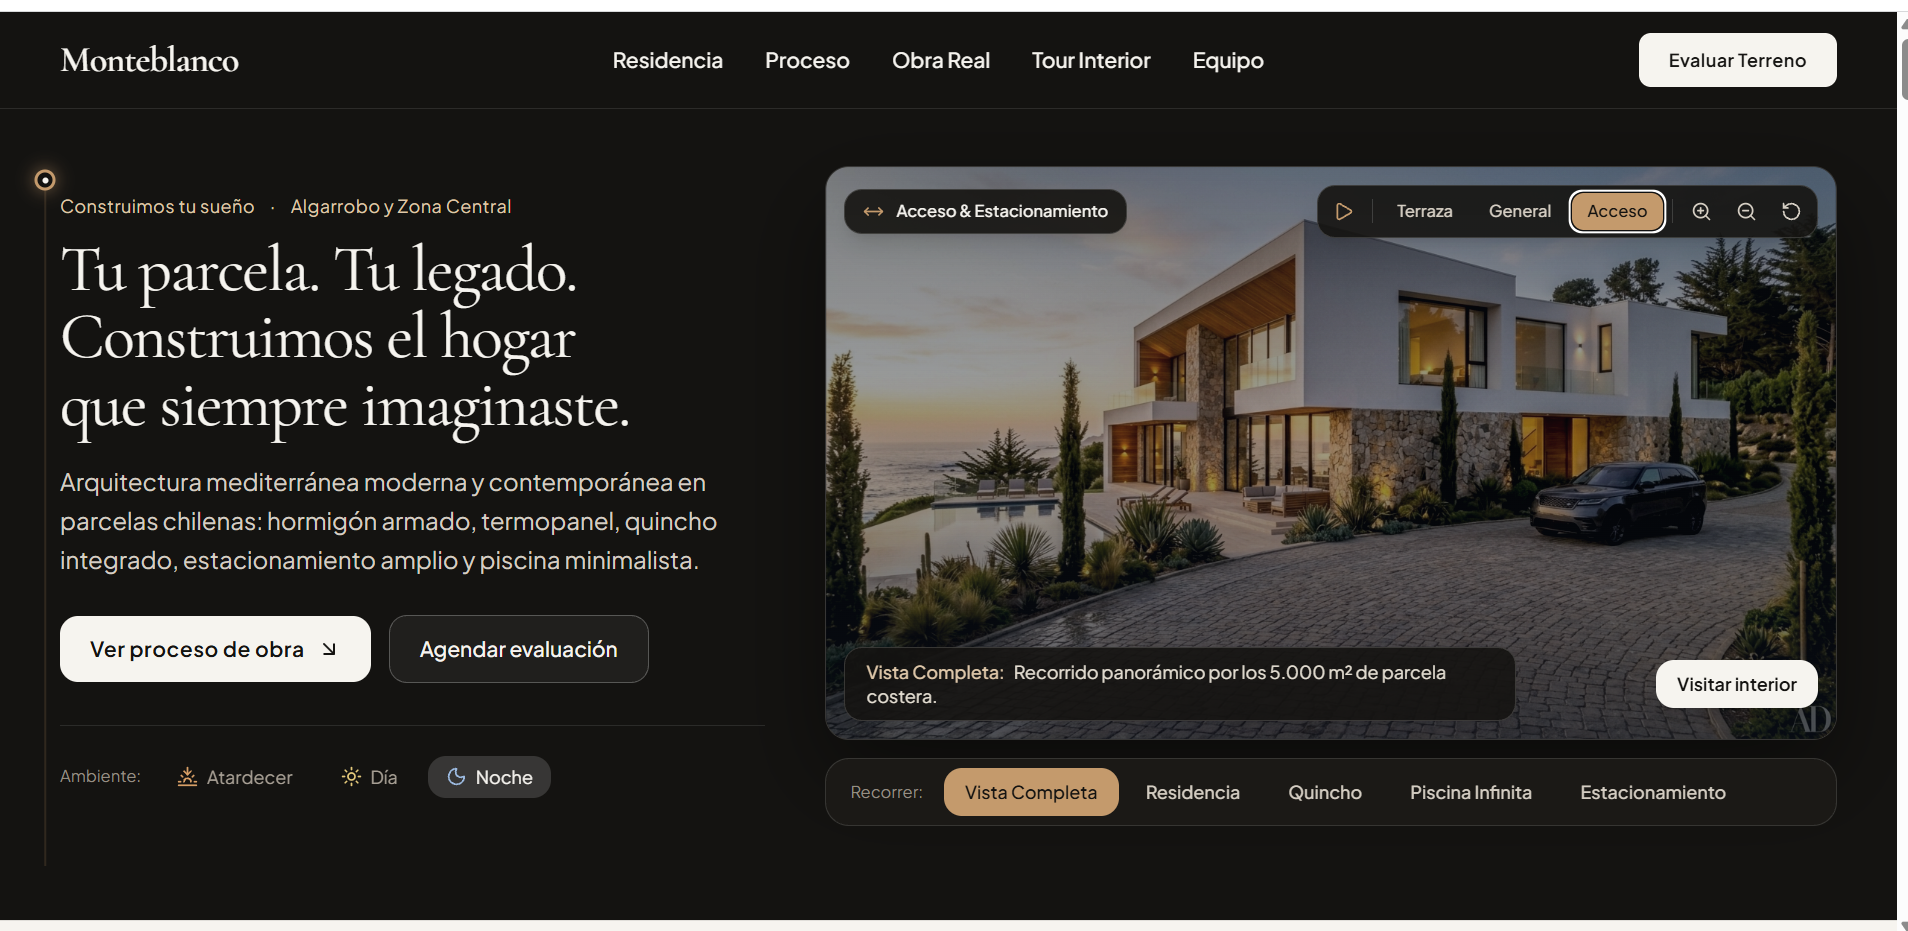 Monteblanco
Residencia
Proceso
Obra Real
Tour Interior
Equipo
Evaluar Terreno
Construimos tu sueño · Algarrobo y Zona Central
Tu parcela. Tu legado.
Construimos el hogar
que siempre imaginaste.
Arquitectura mediterránea moderna y contemporánea en
parcelas chilenas: hormigón armado, termopanel, quincho
integrado, estacionamiento amplio y piscina minimalista.
Ver proceso de obra
Agendar evaluación
Ambiente:
Atardecer
Día
Noche
Acceso & Estacionamiento
Terraza
General
Acceso
Vista Completa: Recorrido panorámico por los 5.000 m² de parcela
costera.
Visitar interior
AD
Recorrer:
Vista Completa
Residencia
Quincho
Piscina Infinita
Estacionamiento